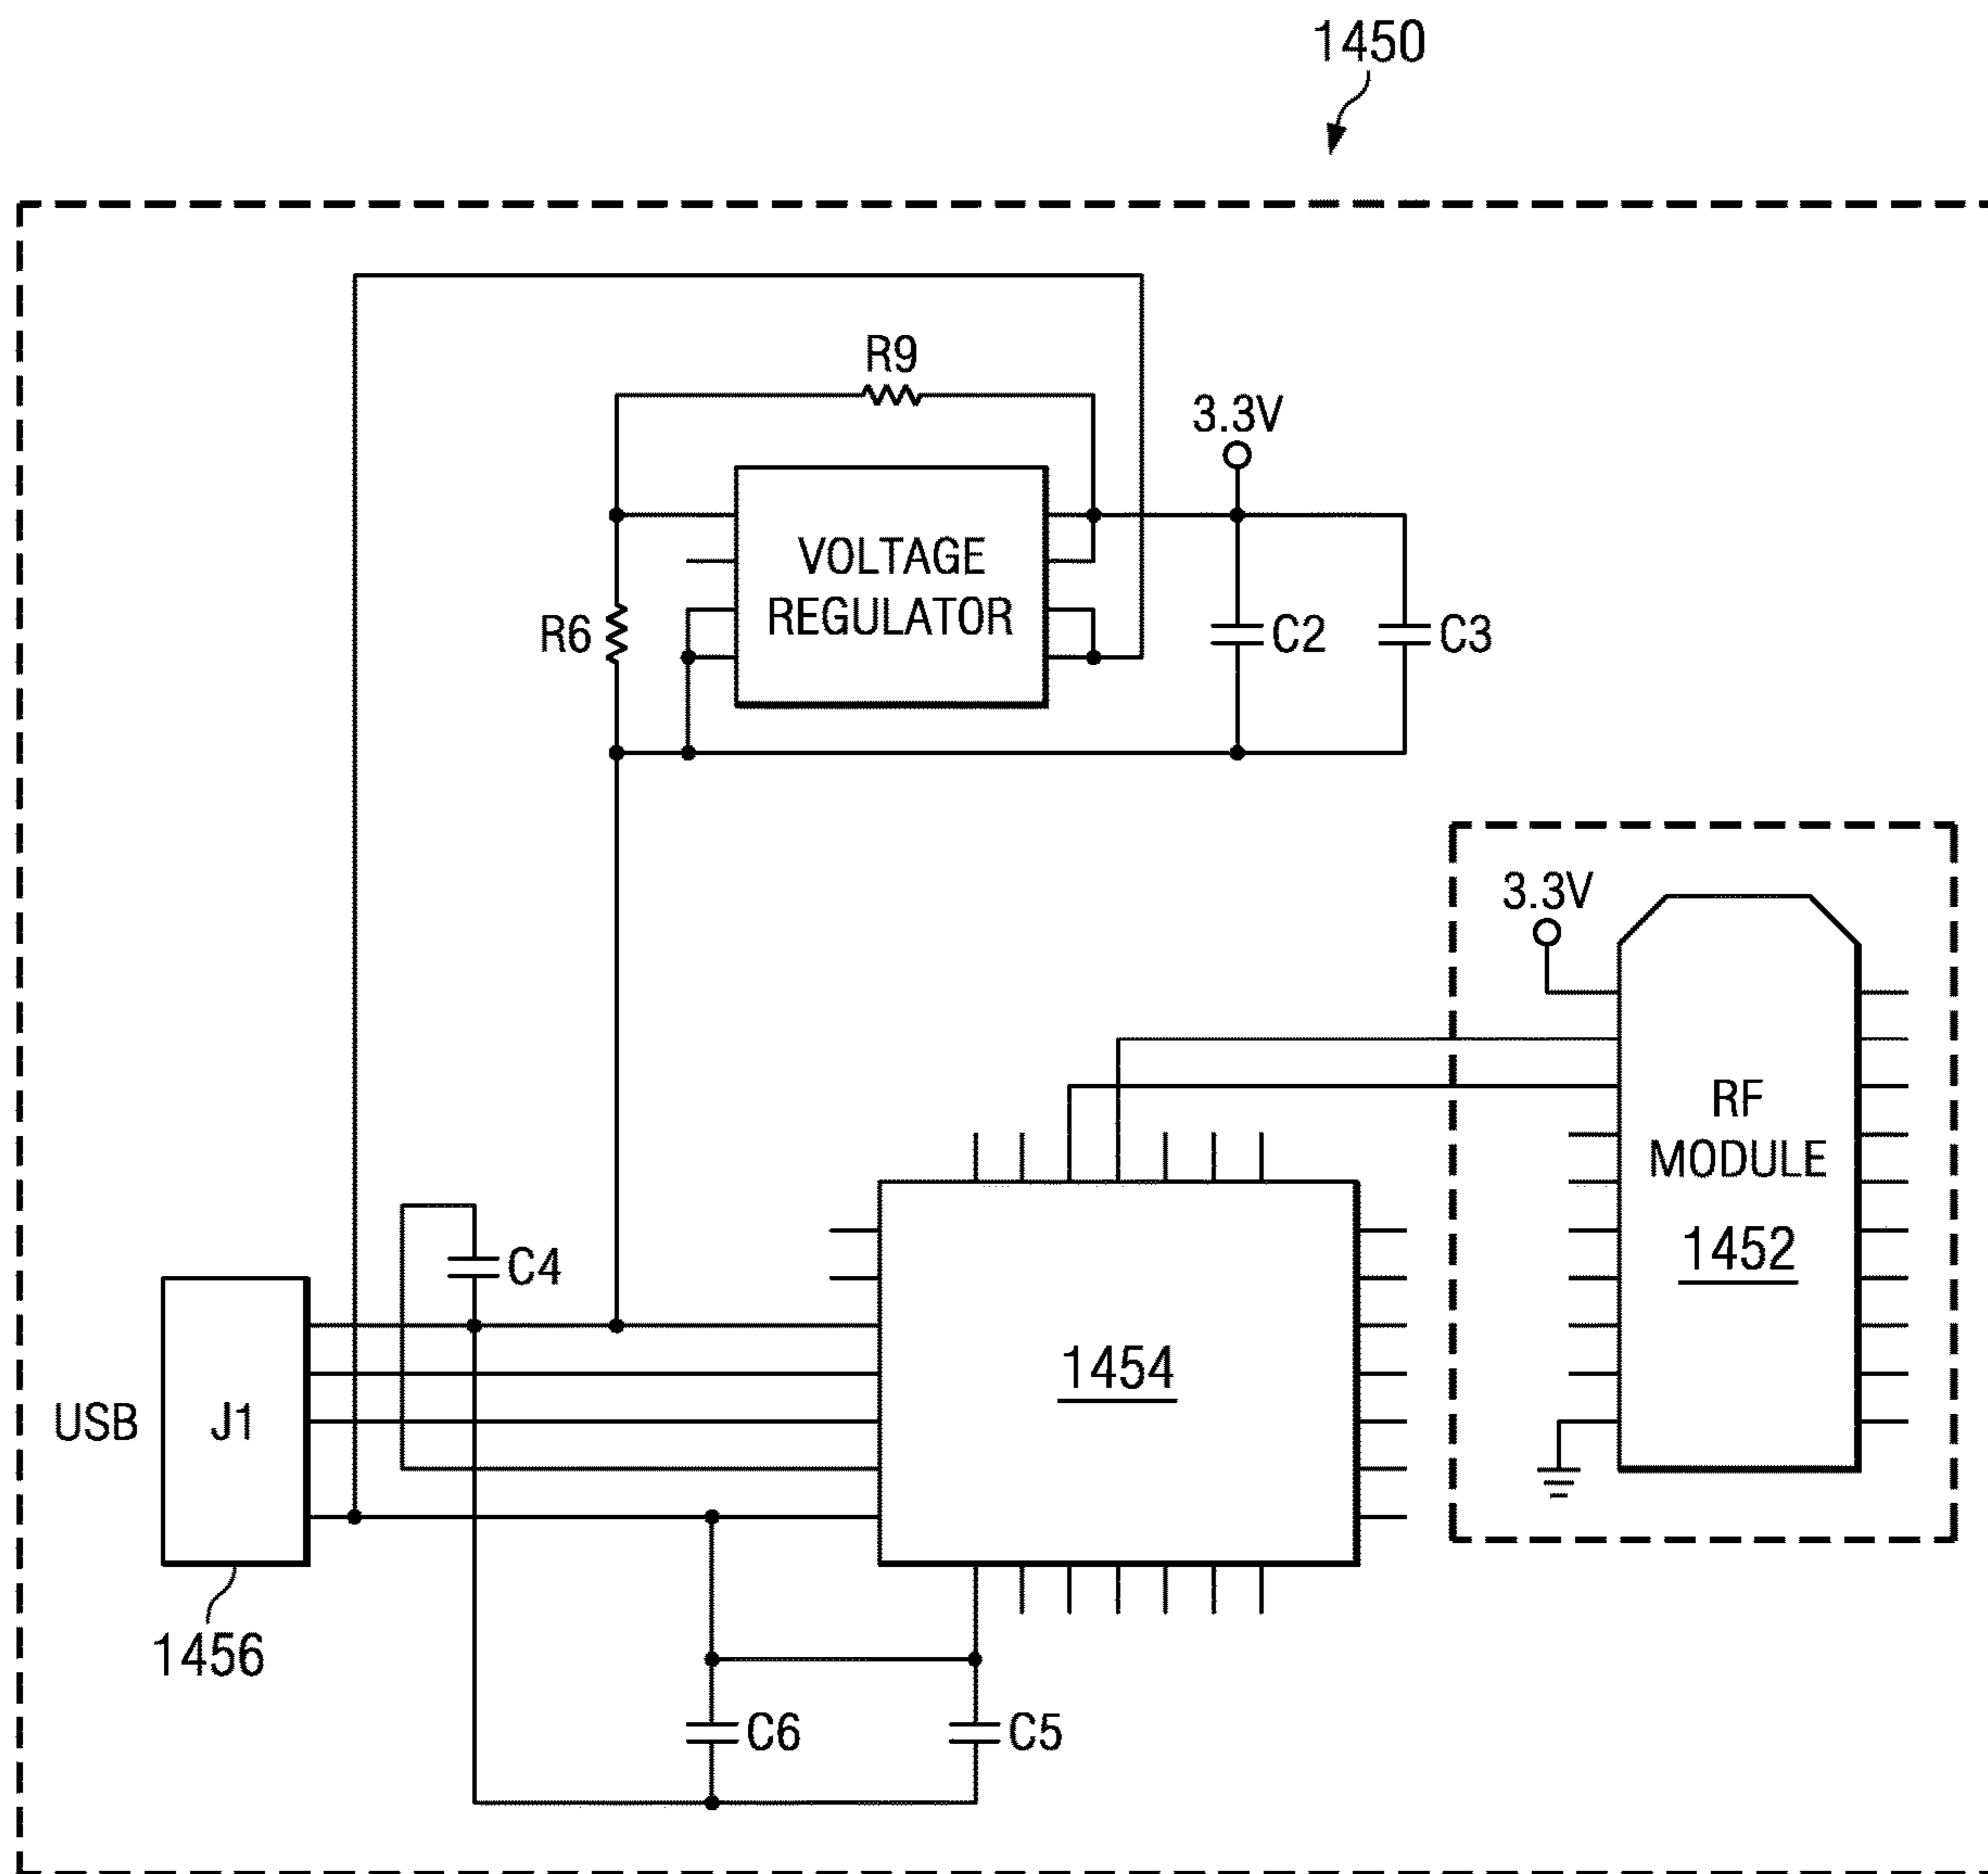 1450
R9
3.3V
VOLTAGE
REGULATOR
R6
C2
C3
3.3V
RF
MODULE
1452
C4
1454
USB
J1
1456
C6
C5